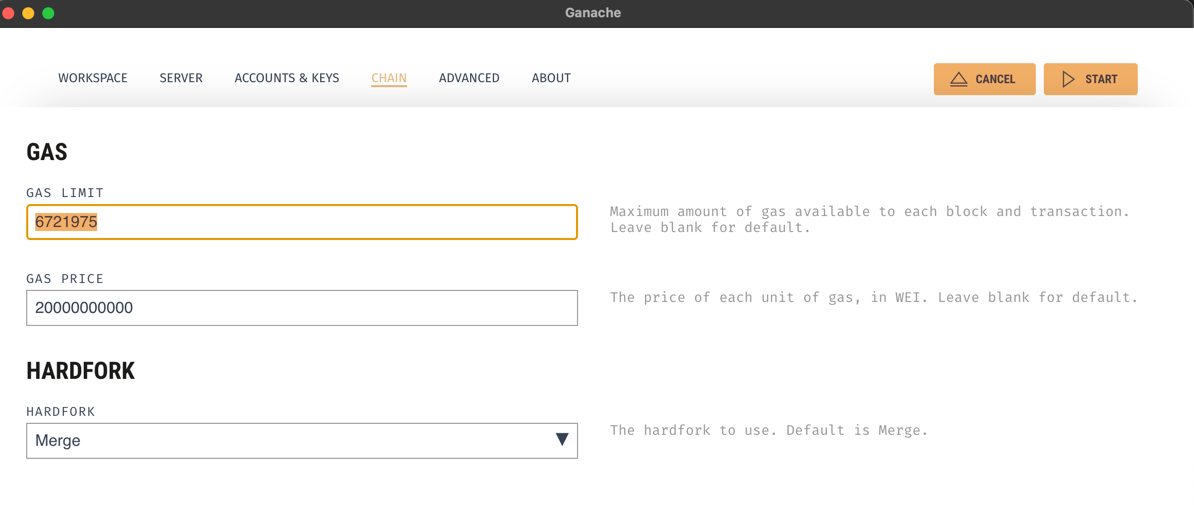 Ganache
WORKSPACE SERVER ACCOUNTS & KEYS CHAIN ADVANCED ABOUT CANCEL START
GAS
GAS LIMIT
6721975
Maximum amount of gas available to each block and transaction.
Leave blank for default.
GAS PRICE
20000000000
The price of each unit of gas, in WEI. Leave blank for default.
HARDFORK
HARDFORK
Merge
The hardfork to use. Default is Merge.